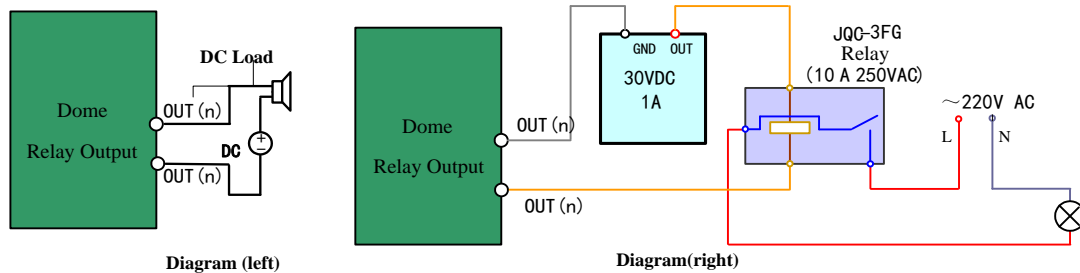 DC Load
OUT(n)
Dome
Relay Output
DC
OUT(n)
Diagram (left)
GND OUT
30VDC
1A
OUT(n)
Dome
Relay Output
OUT(n)
JQC-3FG
Relay
(10 A 250VAC)
~220V AC
L N
Diagram(right)